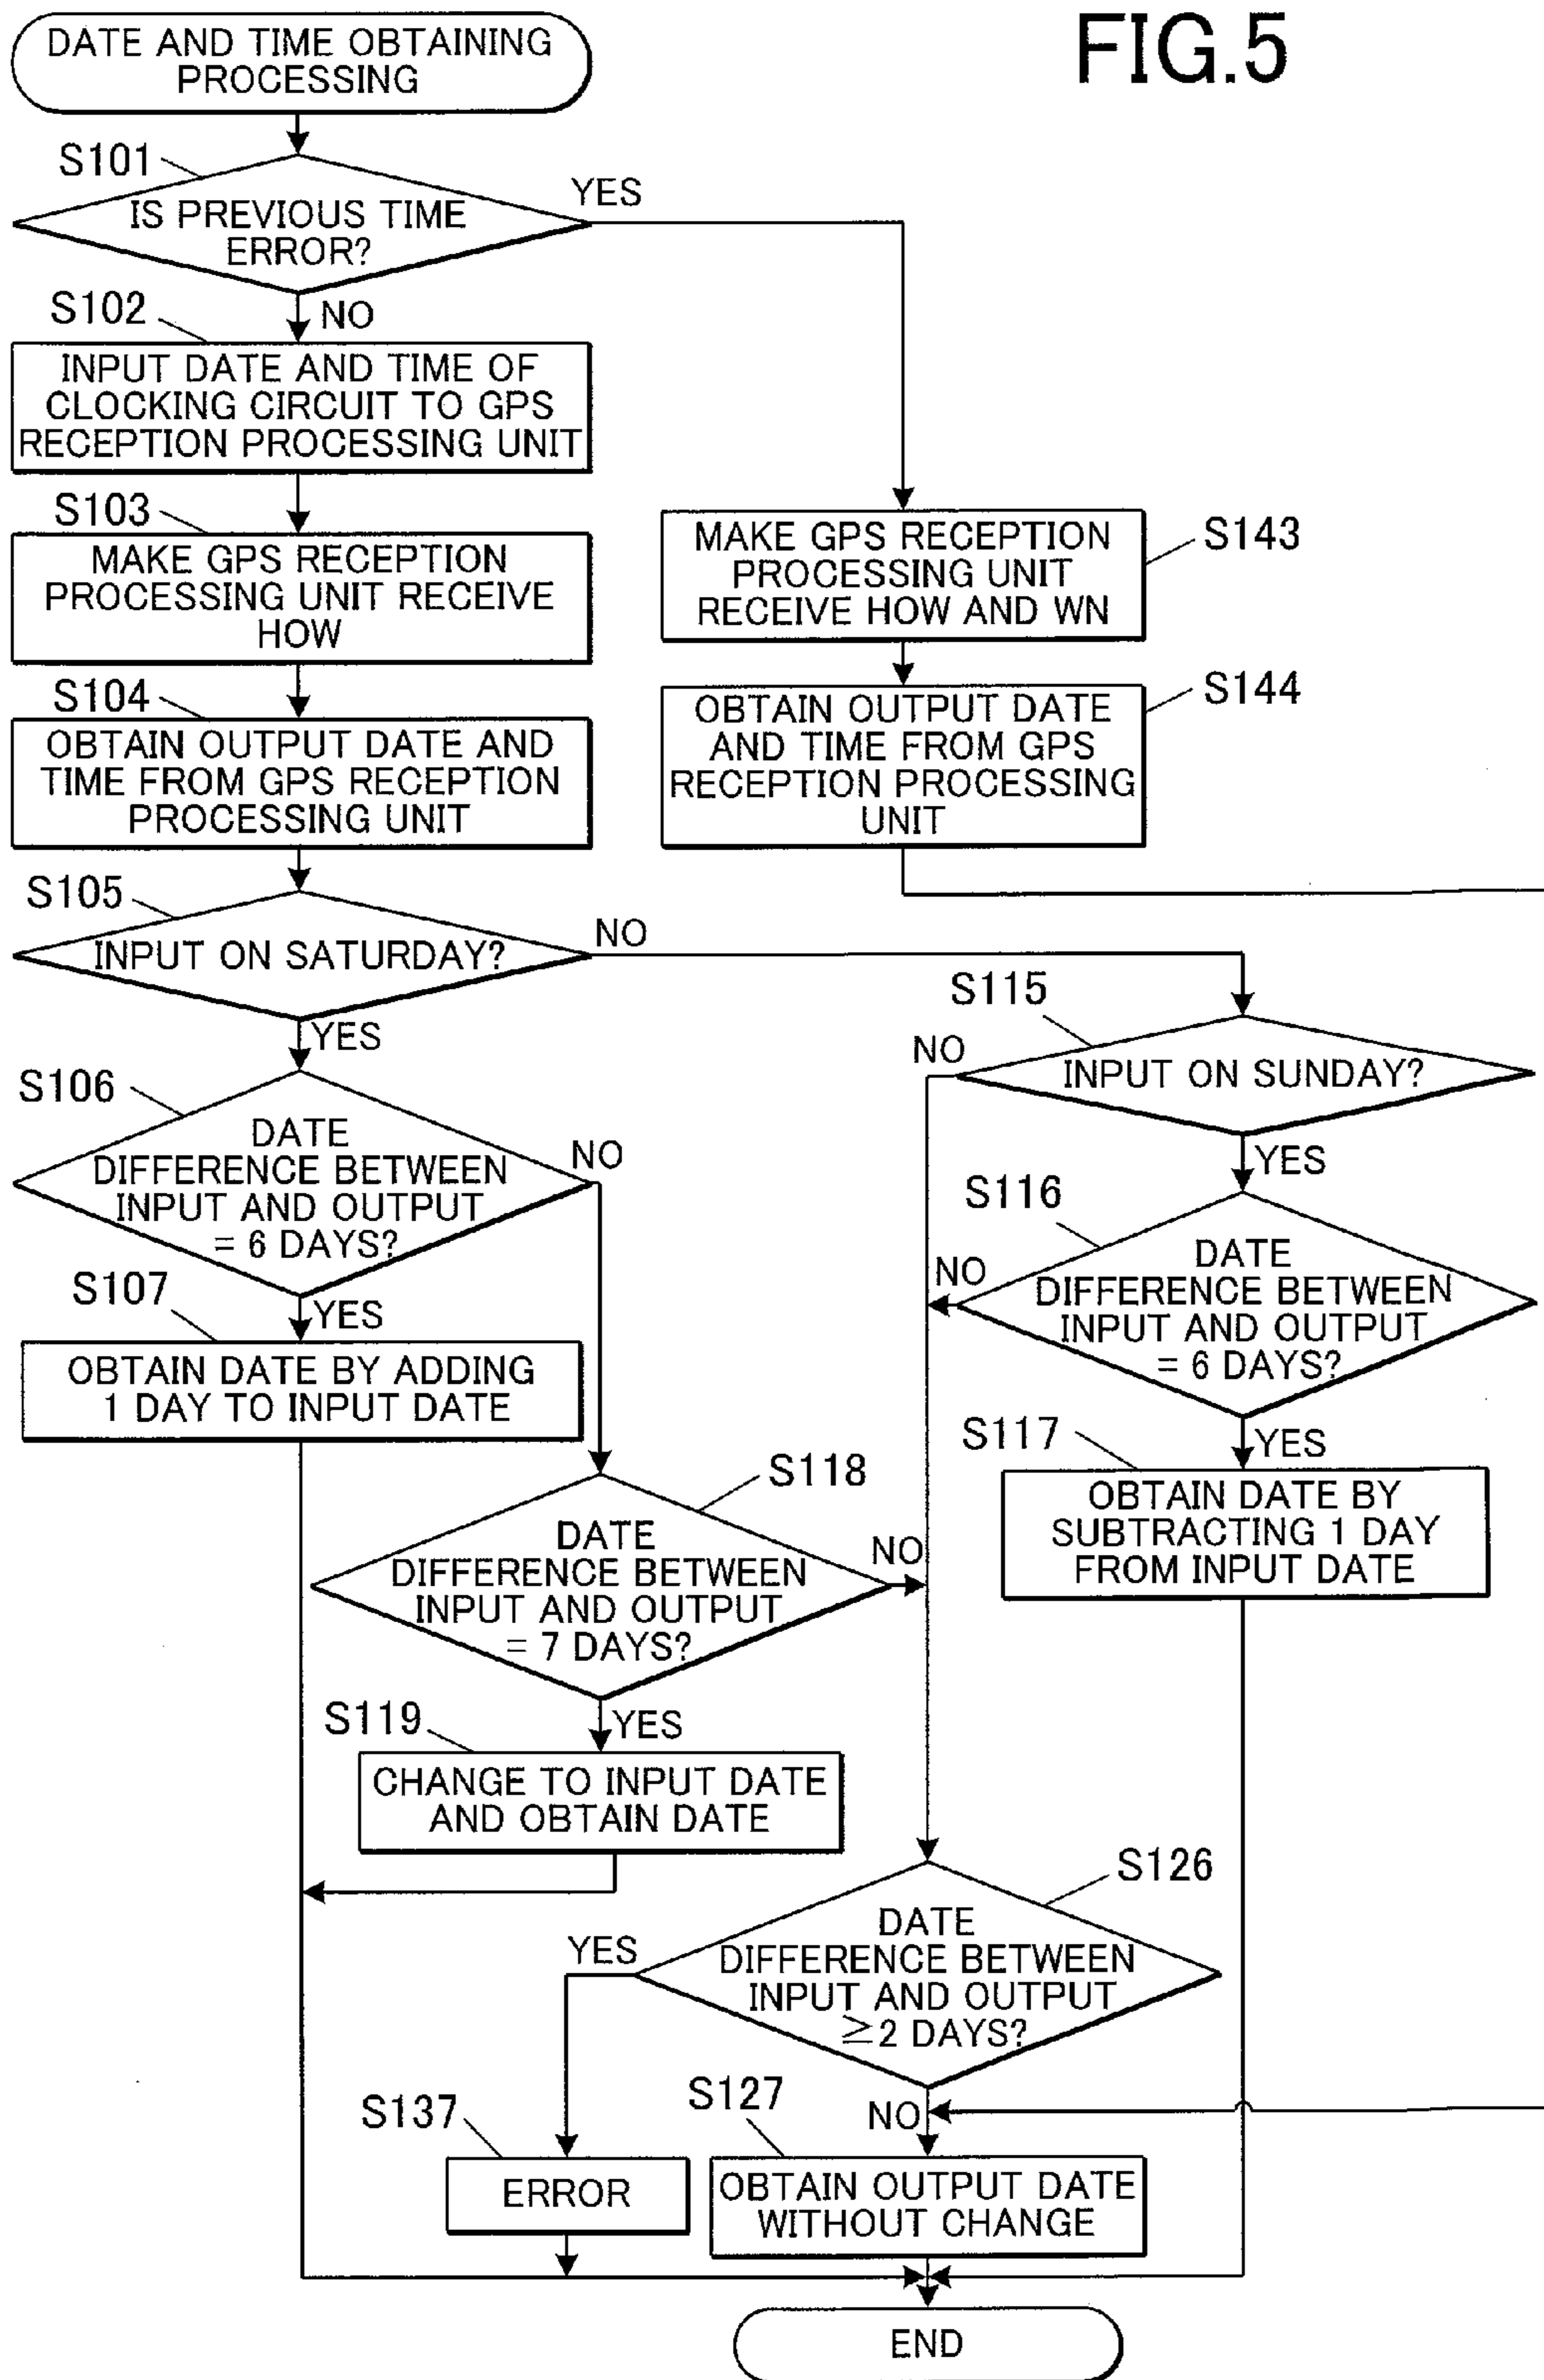 FIG.5
DATE AND TIME OBTAINING
PROCESSING
S101
IS PREVIOUS TIME
ERROR?
YES
NO
S102
INPUT DATE AND TIME OF
CLOCKING CIRCUIT TO GPS
RECEPTION PROCESSING UNIT
S103
MAKE GPS RECEPTION
PROCESSING UNIT RECEIVE
HOW
S143
MAKE GPS RECEPTION
PROCESSING UNIT
RECEIVE HOW AND WN
S104
OBTAIN OUTPUT DATE AND
TIME FROM GPS RECEPTION
PROCESSING UNIT
S144
OBTAIN OUTPUT DATE
AND TIME FROM GPS
RECEPTION PROCESSING
UNIT
S105
INPUT ON SATURDAY?
NO
YES
S115
INPUT ON SUNDAY?
NO
YES
S106
DATE
DIFFERENCE BETWEEN
INPUT AND OUTPUT
= 6 DAYS?
NO
YES
S116
DATE
DIFFERENCE BETWEEN
INPUT AND OUTPUT
= 6 DAYS?
NO
YES
S107
OBTAIN DATE BY ADDING
1 DAY TO INPUT DATE
S117
OBTAIN DATE BY
SUBTRACTING 1 DAY
FROM INPUT DATE
S118
DATE
DIFFERENCE BETWEEN
INPUT AND OUTPUT
= 7 DAYS?
NO
YES
S119
CHANGE TO INPUT DATE
AND OBTAIN DATE
S126
DATE
DIFFERENCE BETWEEN
INPUT AND OUTPUT
≧2 DAYS?
YES
NO
S137
ERROR
S127
OBTAIN OUTPUT DATE
WITHOUT CHANGE
END